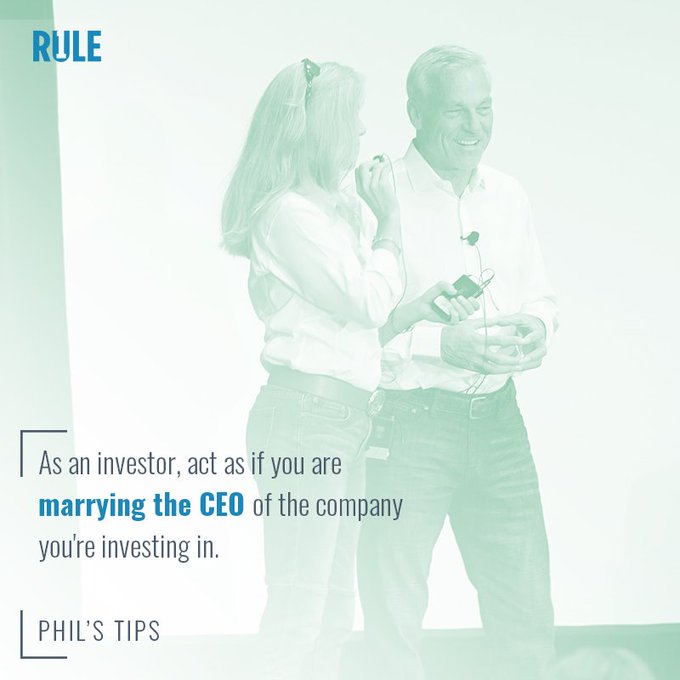 RULE
As an investor, act as if you are
marrying the CEO of the company
you're investing in.
PHIL'S TIPS